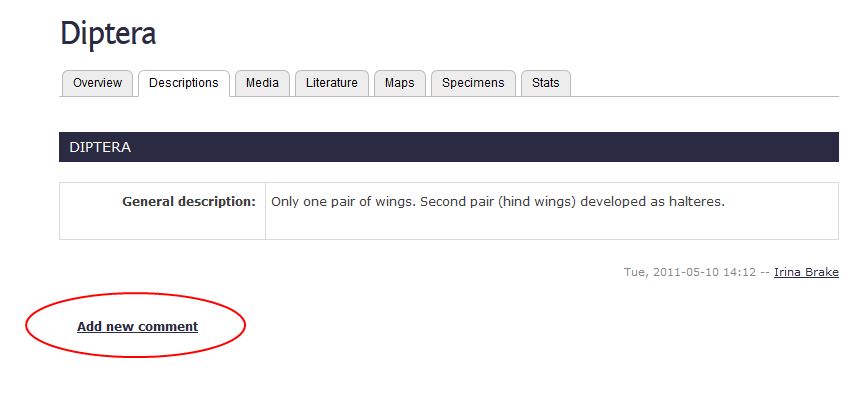 Diptera
Overview Descriptions Media Literature Maps Specimens Stats
DIPTERA
General description: Only one pair of wings. Second pair (hind wings) developed as halteres.
Tue, 2011-05-10 14:12 -- Irina Brake
Add new comment